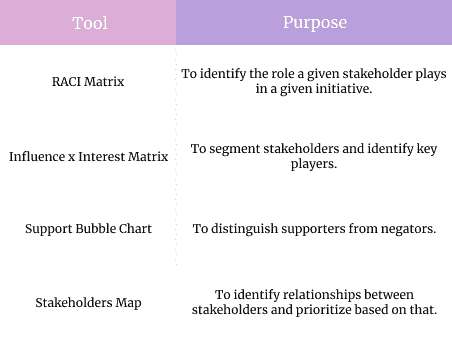 Tool
Purpose
RACI Matrix
To identify the role a given stakeholder plays
in a given initiative.
Influence x Interest Matrix
To segment stakeholders and identify key
players.
Support Bubble Chart
To distinguish supporters from negators.
Stakeholders Map
To identify relationships between
stakeholders and prioritize based on that.